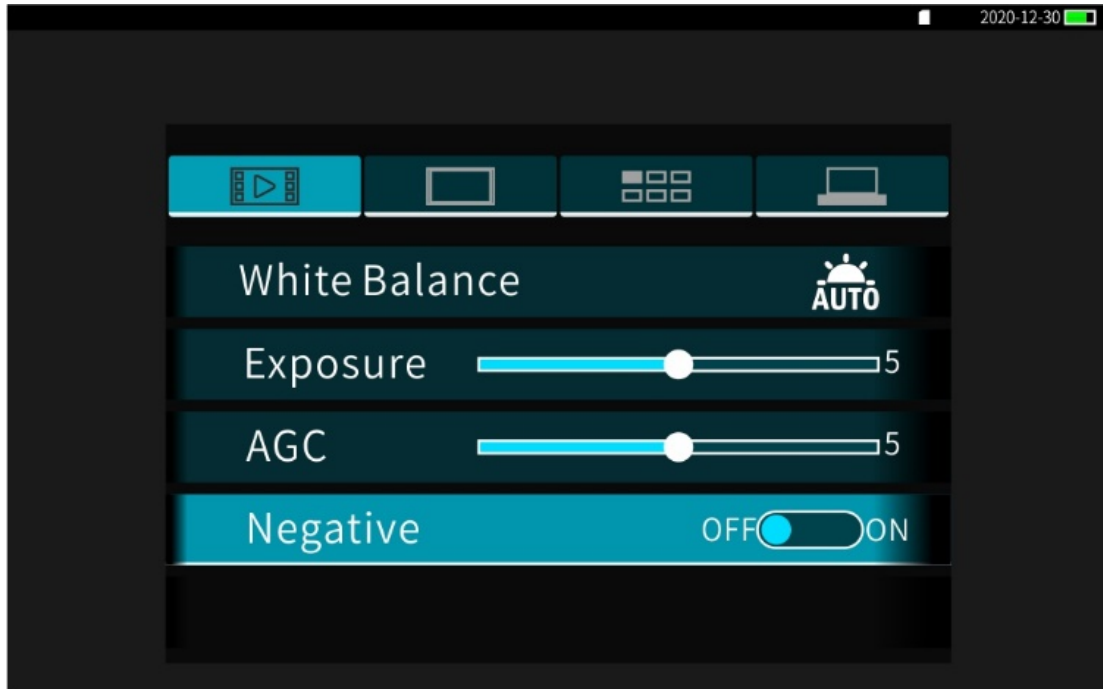 2020-12-30
White Balance AUTO
Exposure 5
AGC 5
Negative OFF ON